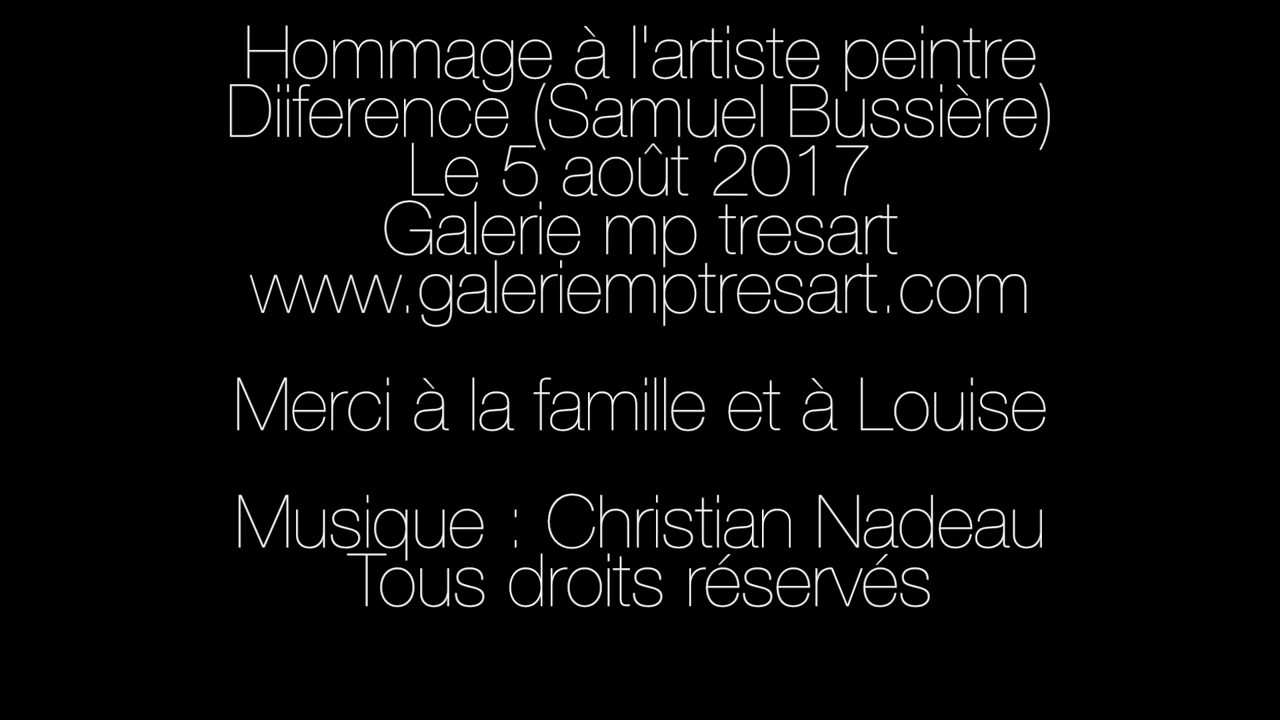 Hommage à l'artiste peintre
Diiference (Samuel Bussière)
Le 5 août 2017
Galerie mp tresart
www.galeriemptresart.com
Merci à la famille et à Louise
Musique : Christian Nadeau
Tous droits réservés